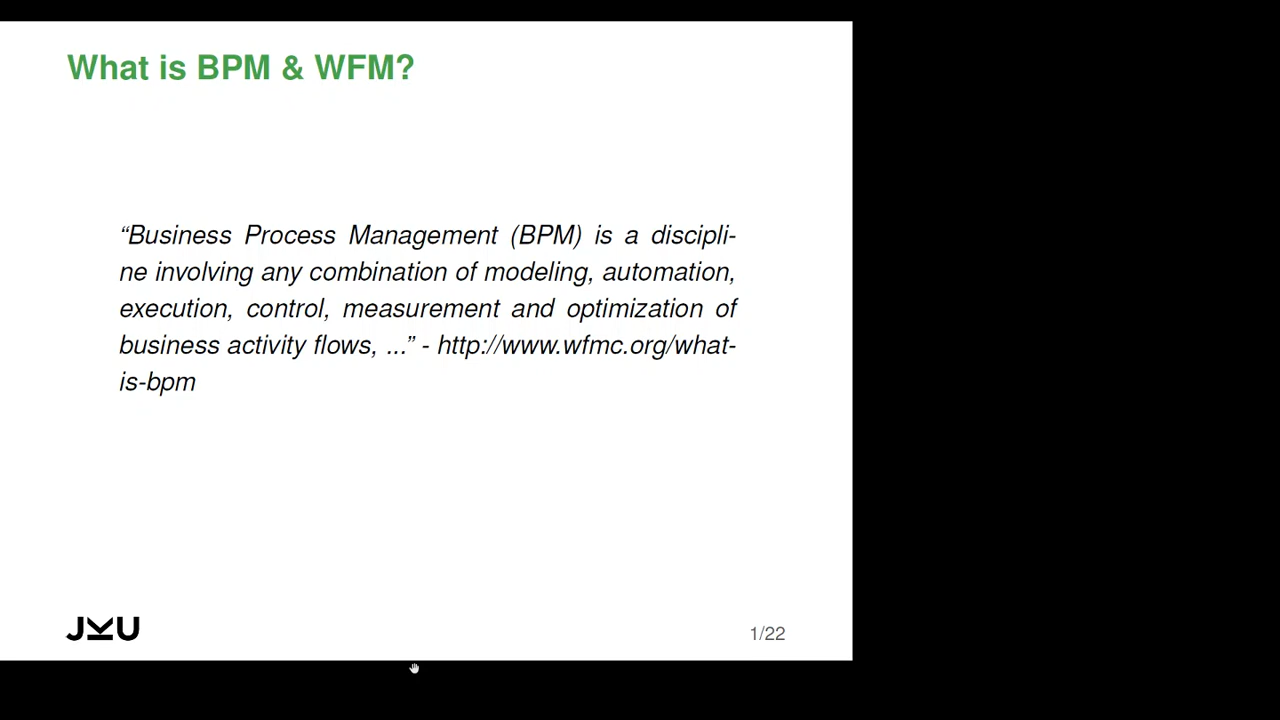 What is BPM & WFM?
“Business Process Management (BPM) is a discipli-
ne involving any combination of modeling, automation,
execution, control, measurement and optimization of
business activity flows, ...” - http://www.wfmc.org/what-
is-bpm
JKU
1/22